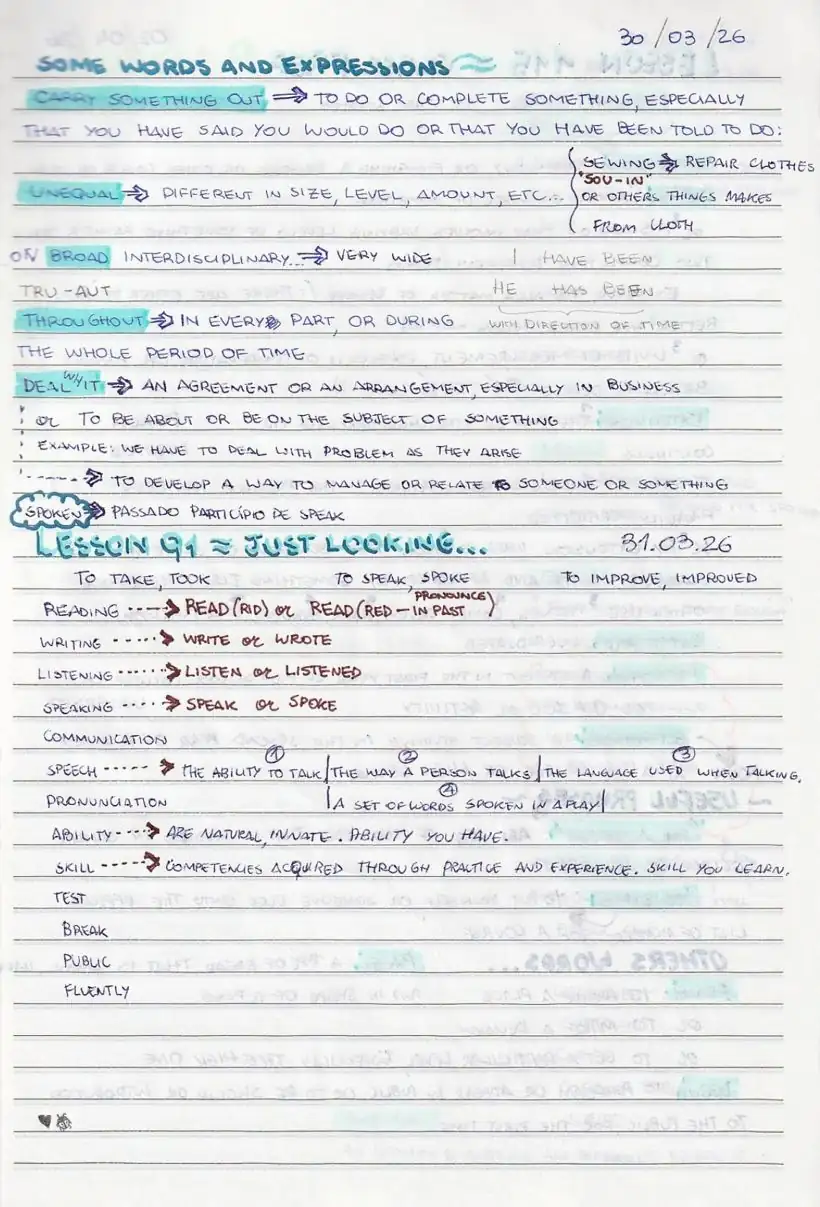 30/03/26
SOME WORDS AND EXPRESSIONS
CARRY SOMETHING OUT => TO DO OR COMPLETE SOMETHING, ESPECIALLY
THAT YOU HAVE SAID YOU WOULD DO OR THAT YOU HAVE BEEN TOLD TO DO:
SEWING => REPAIR CLOTHES
"SOU-IN"
OR OTHERS THINGS MAKES
FROM CLOTH
UNEQUAL => DIFFERENT IN SIZE, LEVEL, AMOUNT, ETC...
ON BROAD INTERDISCIPLINARY... => VERY WIDE
I HAVE BEEN
TRU-AUT
HE HAS BEEN
THROUGHOUT => IN EVERY PART, OR DURING
WITH DIRECTION OF TIME
THE WHOLE PERIOD OF TIME
DEAL W/ IT => AN AGREEMENT OR AN ARRANGEMENT, ESPECIALLY IN BUSINESS
OR TO BE ABOUT OR BE ON THE SUBJECT OF SOMETHING
EXAMPLE: WE HAVE TO DEAL WITH PROBLEM AS THEY ARISE
-----> TO DEVELOP A WAY TO MANAGE OR RELATE TO SOMEONE OR SOMETHING
SPOKEN => PASSADO PARTICÍPIO DE SPEAK
LESSON 91 ≈ JUST LOOKING...
31.03.26
TO TAKE, TOOK TO SPEAK, SPOKE TO IMPROVE, IMPROVED
READING ----> READ (RID) OR READ (RED - PRONOUNCE IN PAST)
WRITING -----> WRITE OR WROTE
LISTENING ------> LISTEN OR LISTENED
SPEAKING ----> SPEAK OR SPOKE
COMMUNICATION
SPEECH -----> ① THE ABILITY TO TALK | ② THE WAY A PERSON TALKS | ③ THE LANGUAGE USED WHEN TALKING.
④ A SET OF WORDS SPOKEN IN A PLAY |
PRONUNCIATION
ABILITY ----> ARE NATURAL, INNATE. ABILITY YOU HAVE.
SKILL -----> COMPETENCIES ACQUIRED THROUGH PRACTICE AND EXPERIENCE. SKILL YOU LEARN.
TEST
BREAK
PUBLIC
FLUENTLY